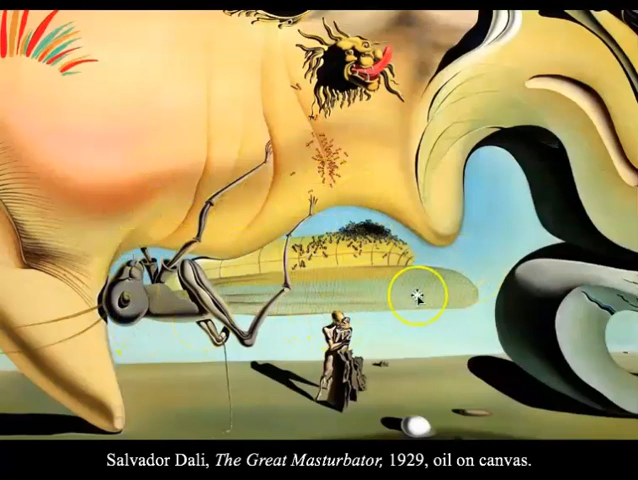 Salvador Dali, The Great Masturbator, 1929, oil on canvas.